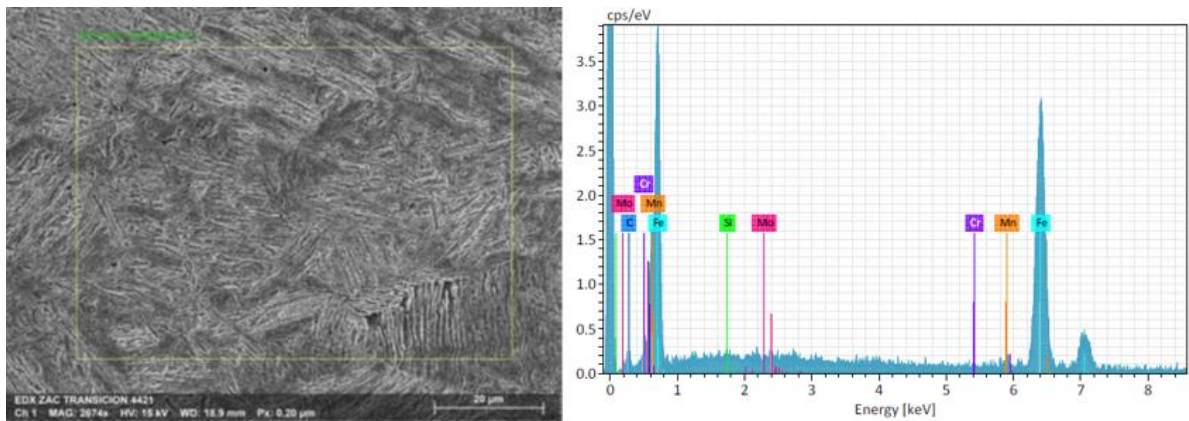 EDX ZAC TRANSICION 4421
Ch 1 MAG: 2674x HV: 15 kV WD: 18.9 mm Px: 0.20 µm
20 µm
cps/eV
3.5
3.0
2.5
2.0
1.5
1.0
0.5
0.0
Cr
Mo Mn
C Fe Si Mo Cr Mn Fe
0 1 2 3 4 5 6 7 8
Energy [keV]